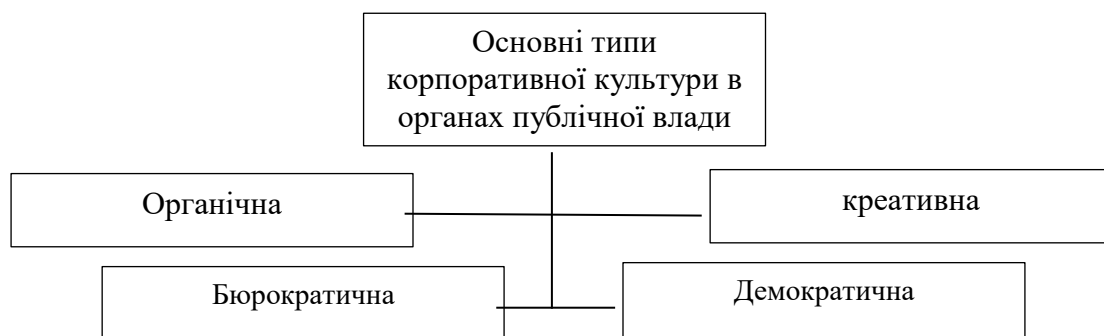 Основні типи
корпоративної культури в
органах публічної влади
Органічна
креативна
Бюрократична
Демократична